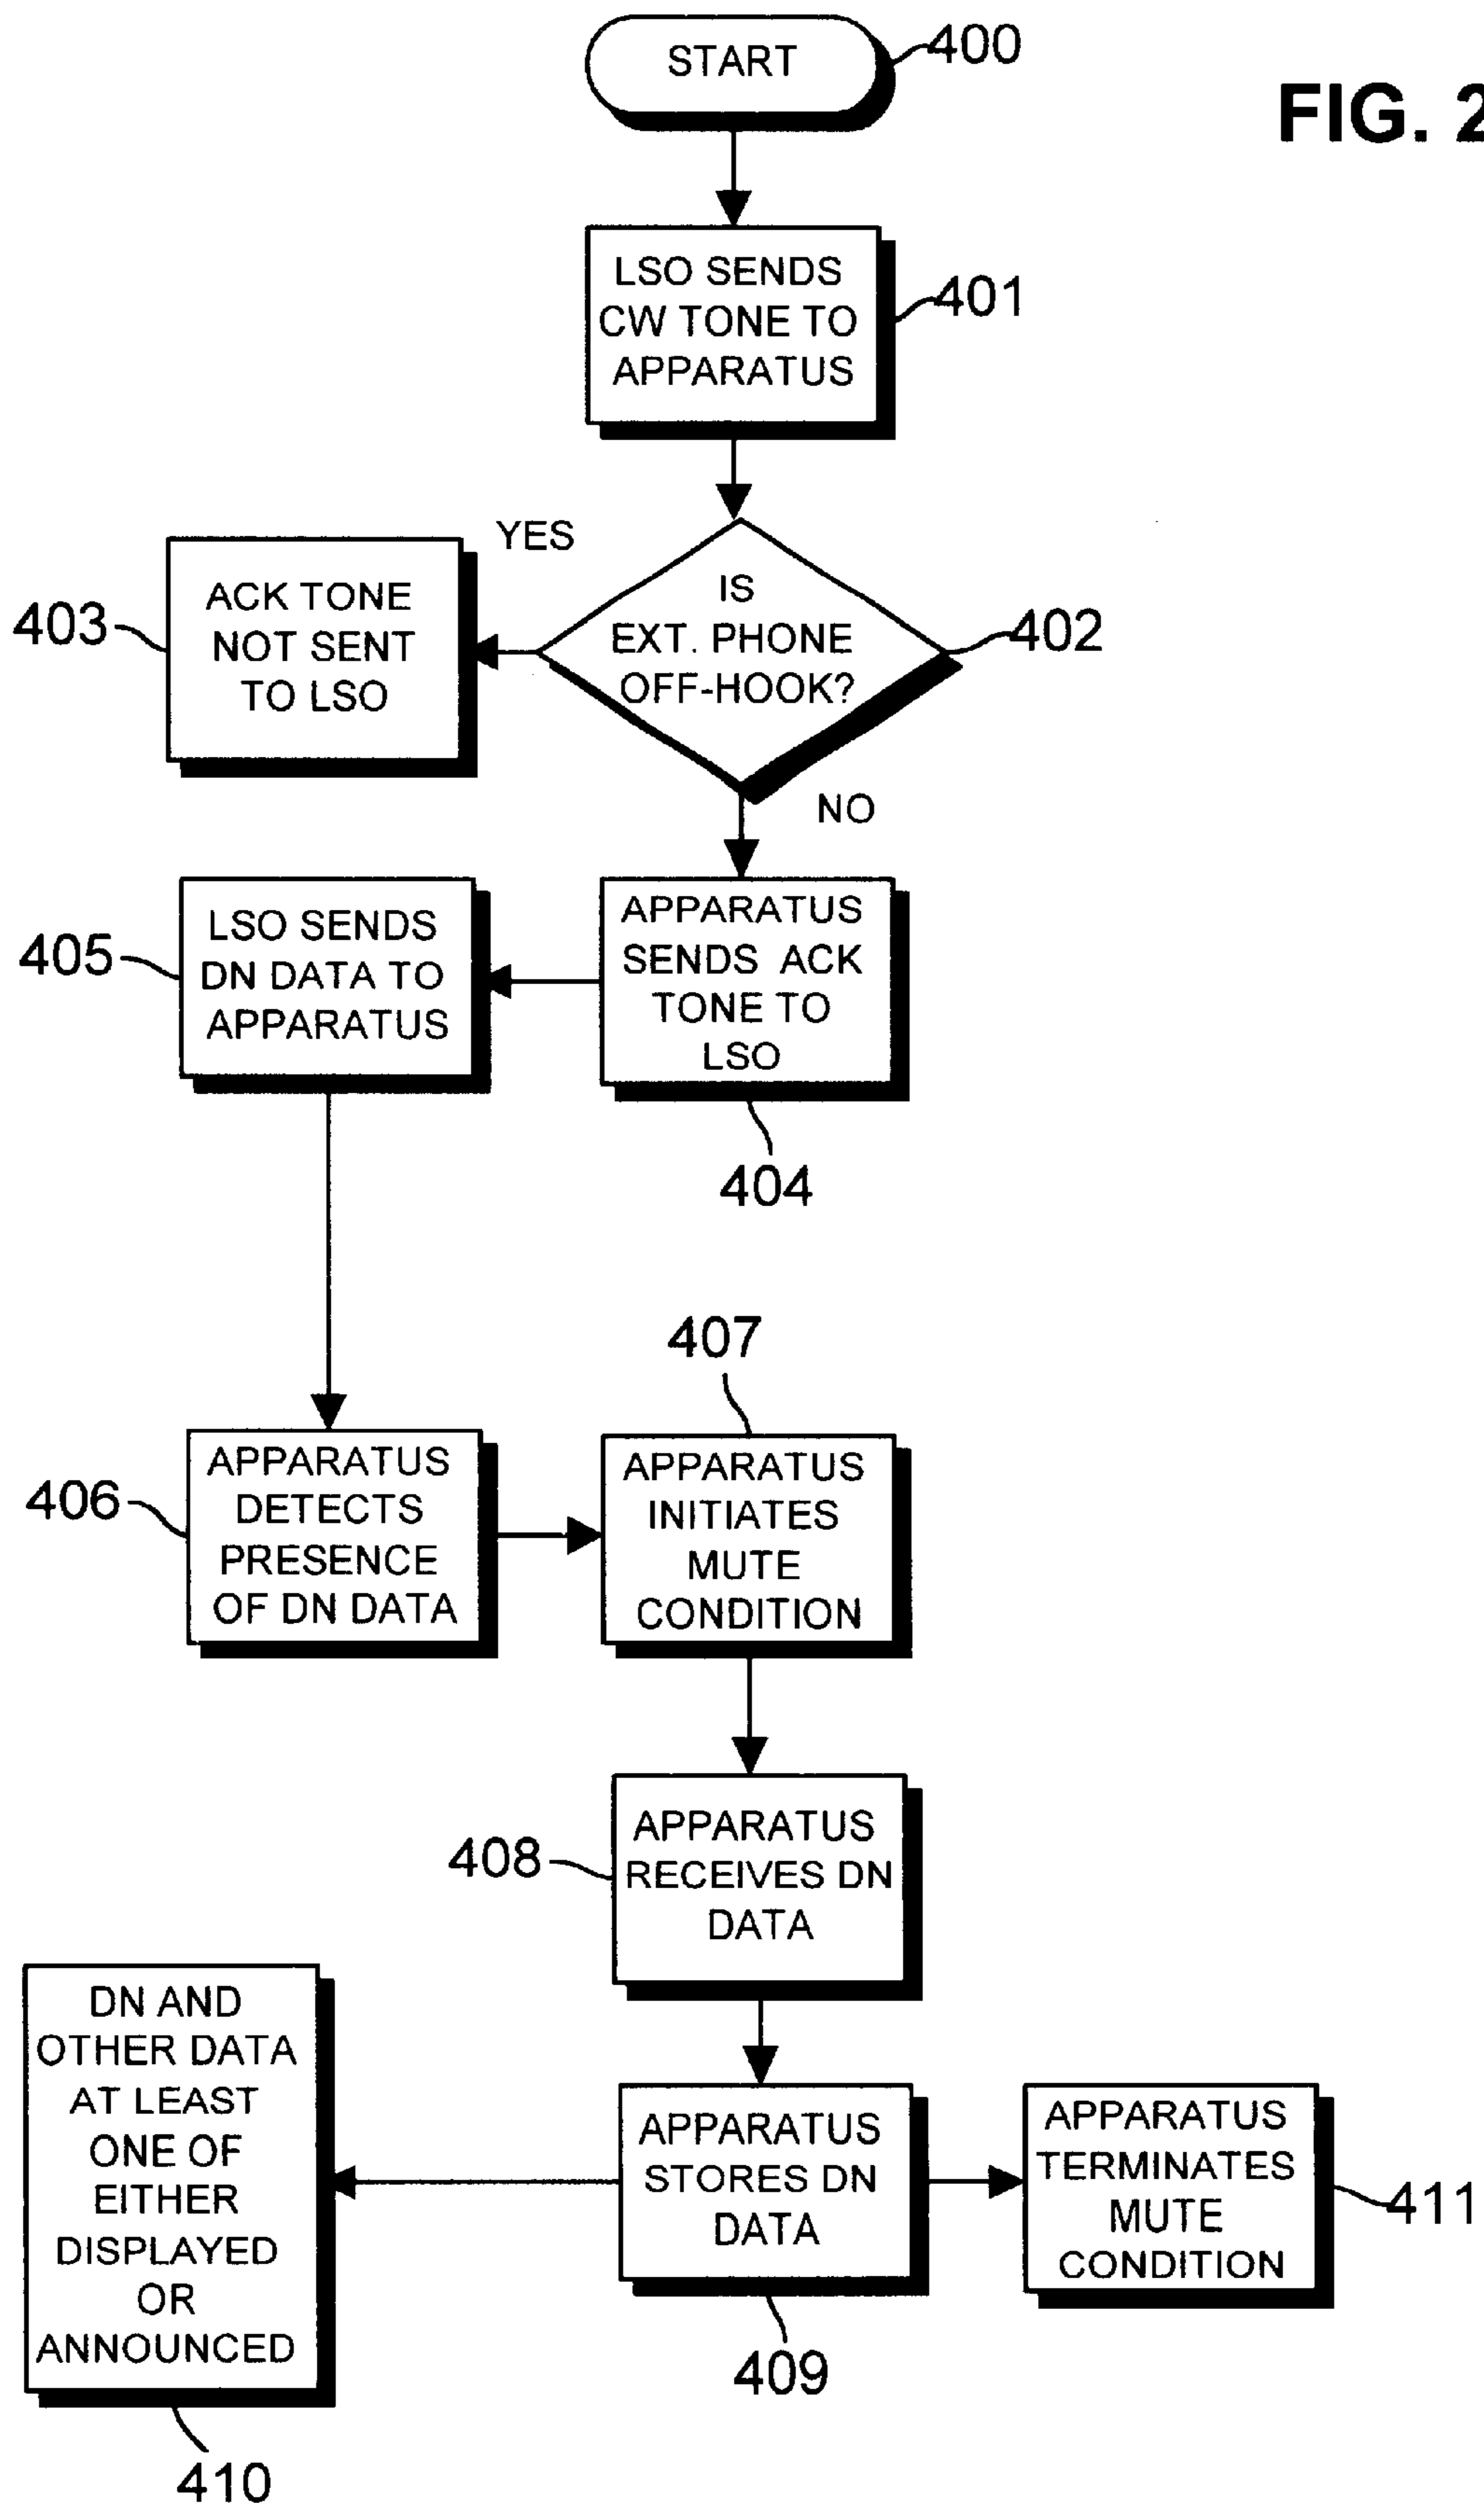 START
400
FIG. 2
LSO SENDS
CW TONE TO
APPARATUS
401
YES
IS
EXT. PHONE
OFF-HOOK?
402
ACK TONE
NOT SENT
TO LSO
403
NO
APPARATUS
SENDS ACK
TONE TO
LSO
404
LSO SENDS
DN DATA TO
APPARATUS
405
APPARATUS
DETECTS
PRESENCE
OF DN DATA
406
407
APPARATUS
INITIATES
MUTE
CONDITION
408
APPARATUS
RECEIVES DN
DATA
APPARATUS
STORES DN
DATA
409
DN AND
OTHER DATA
AT LEAST
ONE OF
EITHER
DISPLAYED
OR
ANNOUNCED
410
APPARATUS
TERMINATES
MUTE
CONDITION
411